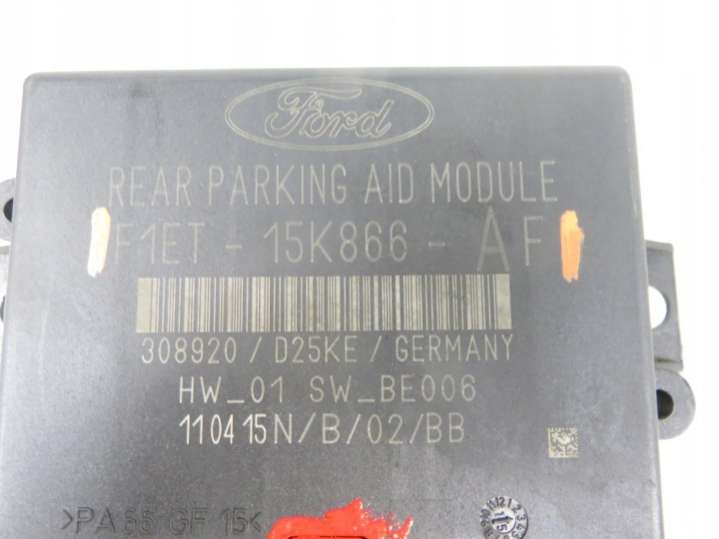 Ford
REAR PARKING AID MODULE
F1ET - 15K866 - AF
308920 / D25KE / GERMANY
HW_01 SW_BE006
110415N/B/02/BB
>PA66 GF 15<